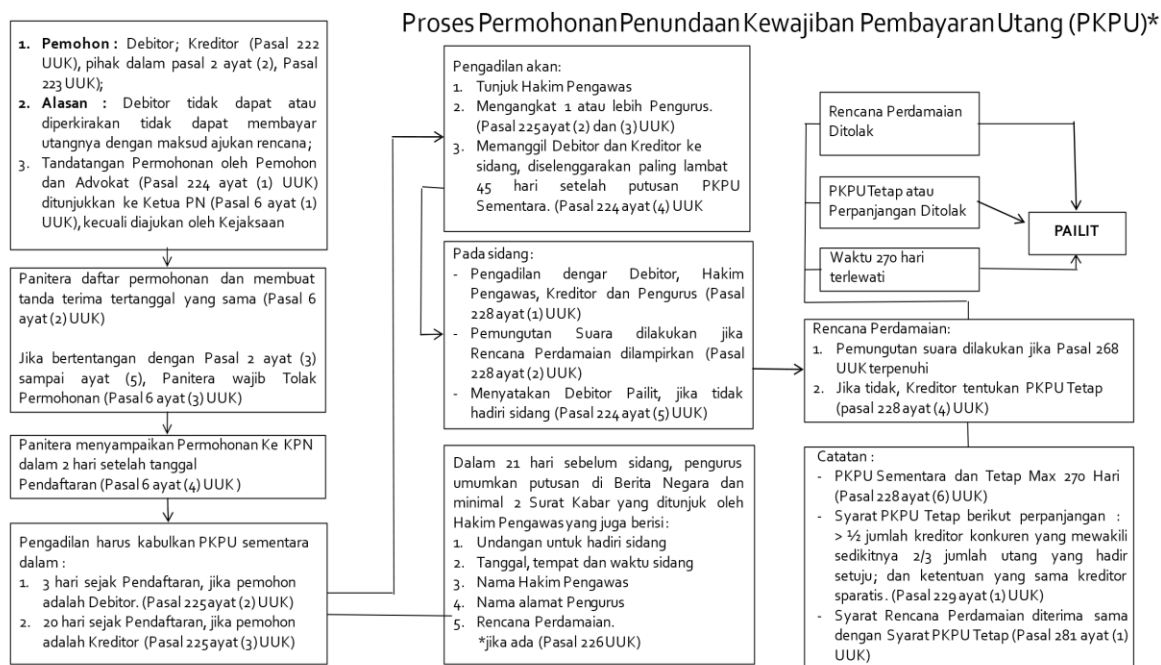 Proses Permohonan Penundaan Kewajiban Pembayaran Utang (PKPU)*
1. Pemohon : Debitor; Kreditor (Pasal 222
UUK), pihak dalam pasal 2 ayat (2), Pasal
223 UUK);
2. Alasan : Debitor tidak dapat atau
diperkirakan tidak dapat membayar
utangnya dengan maksud ajukan rencana;
3. Tandatangan Permohonan oleh Pemohon
dan Advokat (Pasal 224 ayat (1) UUK)
ditunjukkan ke Ketua PN (Pasal 6 ayat (1)
UUK), kecuali diajukan oleh Kejaksaan
Panitera daftar permohonan dan membuat
tanda terima tertanggal yang sama (Pasal 6
ayat (2) UUK)
Jika bertentangan dengan Pasal 2 ayat (3)
sampai ayat (5), Panitera wajib Tolak
Permohonan (Pasal 6 ayat (3) UUK)
Panitera menyampaikan Permohonan Ke KPN
dalam 2 hari setelah tanggal
Pendaftaran (Pasal 6 ayat (4) UUK )
Pengadilan harus kabulkan PKPU sementara
dalam :
1. 3 hari sejak Pendaftaran, jika pemohon
adalah Debitor. (Pasal 225 ayat (2) UUK)
2. 20 hari sejak Pendaftaran, jika pemohon
adalah Kreditor (Pasal 225 ayat (3) UUK)
Pengadilan akan:
1. Tunjuk Hakim Pengawas
2. Mengangkat 1 atau lebih Pengurus.
(Pasal 225 ayat (2) dan (3) UUK)
3. Memanggil Debitor dan Kreditor ke
sidang, diselenggarakan paling lambat
45 hari setelah putusan PKPU
Sementara. (Pasal 224 ayat (4) UUK
Pada sidang:
- Pengadilan dengar Debitor, Hakim
Pengawas, Kreditor dan Pengurus (Pasal
228 ayat (1) UUK)
- Pemungutan Suara dilakukan jika
Rencana Perdamaian dilampirkan (Pasal
228 ayat (2) UUK)
- Menyatakan Debitor Pailit, jika tidak
hadiri sidang (Pasal 224 ayat (5) UUK)
Dalam 21 hari sebelum sidang, pengurus
umumkan putusan di Berita Negara dan
minimal 2 Surat Kabar yang ditunjuk oleh
Hakim Pengawas yang juga berisi :
1. Undangan untuk hadiri sidang
2. Tanggal, tempat dan waktu sidang
3. Nama Hakim Pengawas
4. Nama alamat Pengurus
5. Rencana Perdamaian.
*jika ada (Pasal 226 UUK)
Rencana Perdamaian
Ditolak
PKPU Tetap atau
Perpanjangan Ditolak
Waktu 270 hari
terlewati
PAILIT
Rencana Perdamaian:
1. Pemungutan suara dilakukan jika Pasal 268
UUK terpenuhi
2. Jika tidak, Kreditor tentukan PKPU Tetap
(pasal 228 ayat (4) UUK)
Catatan :
- PKPU Sementara dan Tetap Max 270 Hari
(Pasal 228 ayat (6) UUK)
- Syarat PKPU Tetap berikut perpanjangan :
> ½ jumlah kreditor konkuren yang mewakili
sedikitnya 2/3 jumlah utang yang hadir
setuju; dan ketentuan yang sama kreditor
sparatis. (Pasal 229 ayat (1) UUK)
- Syarat Rencana Perdamaian diterima sama
dengan Syarat PKPU Tetap (Pasal 281 ayat (1)
UUK)